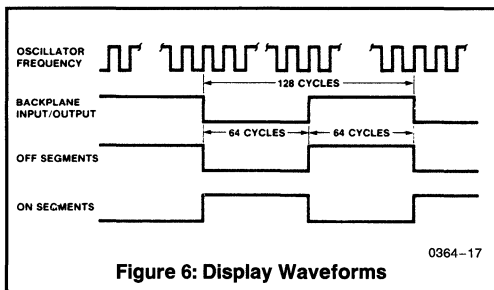 OSCILLATOR
FREQUENCY
128 CYCLES
BACKPLANE
INPUT/OUTPUT
64 CYCLES
64 CYCLES
OFF SEGMENTS
ON SEGMENTS
0364–17
Figure 6: Display Waveforms